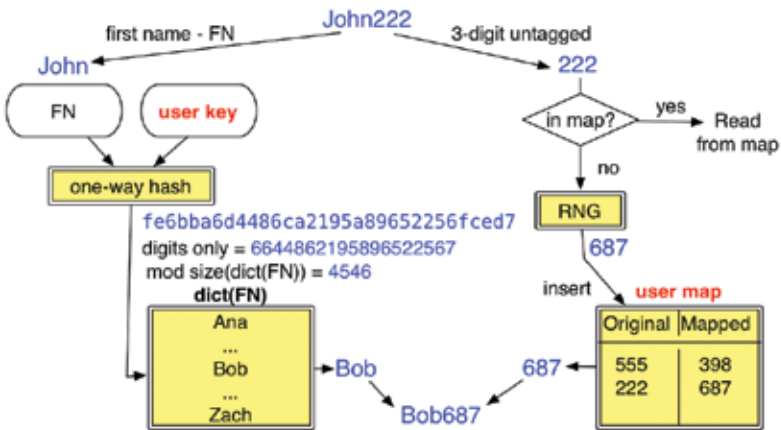 John222
first name - FN
3-digit untagged
John
222
FN
user key
in map?
yes
Read
from map
no
one-way hash
RNG
fe6bba6d4486ca2195a89652256fced7
digits only = 66448621958965​22567
mod size(dict(FN)) = 4546
687
dict(FN)
insert
user map
Ana
...
Bob
...
Zach
Original Mapped
555 398
222 687
Bob
687
Bob687